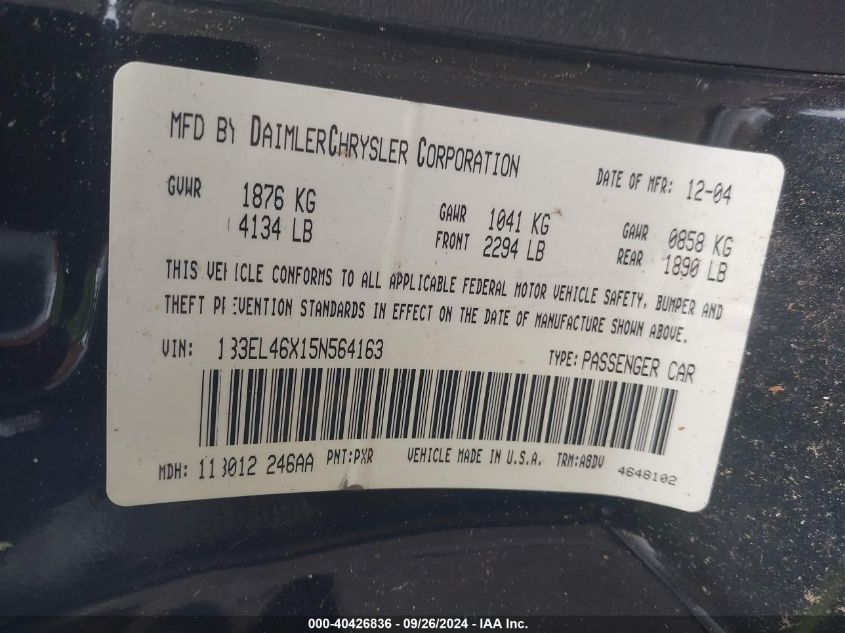 MFD BY DAIMLERCHRYSLER CORPORATION DATE OF MFR: 12-04
GVWR 1876 KG GAWR 1041 KG GAWR 0858 KG
4134 LB FRONT 2294 LB REAR 1890 LB
THIS VEHICLE CONFORMS TO ALL APPLICABLE FEDERAL MOTOR VEHICLE SAFETY, BUMPER AND
THEFT PREVENTION STANDARDS IN EFFECT ON THE DATE OF MANUFACTURE SHOWN ABOVE.
VIN: 1B3EL46X15N564163 TYPE: PASSENGER CAR
MDH: 113012 246AA PNT:PXR VEHICLE MADE IN U.S.A. TRM:A8DV 4648102
000-40426836 - 09/26/2024 - IAA Inc.